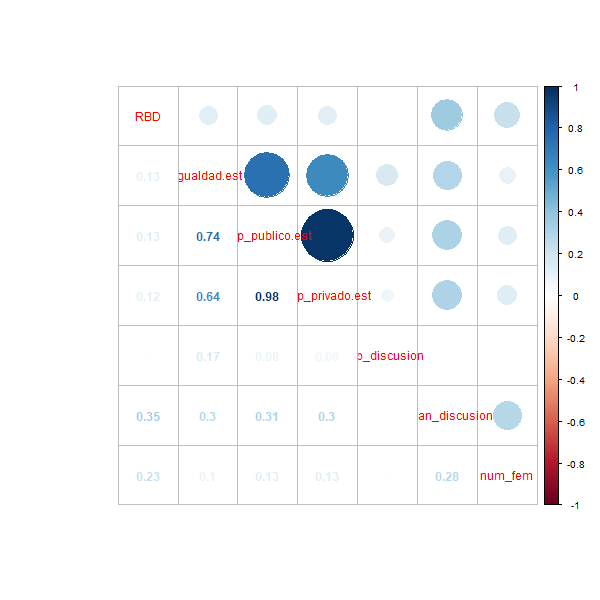 1
RBD
0.8
0.13 gualdad.est
0.6
0.4
0.13 0.74 p_publico.est
0.2
0.12 0.64 0.98 p_privado.est
0
-0.2
0.17 0.08 0.06 o_discusion
-0.4
0.35 0.3 0.31 0.3 an_discusion
-0.6
0.23 0.1 0.13 0.13 0.28 num_fem
-0.8
-1